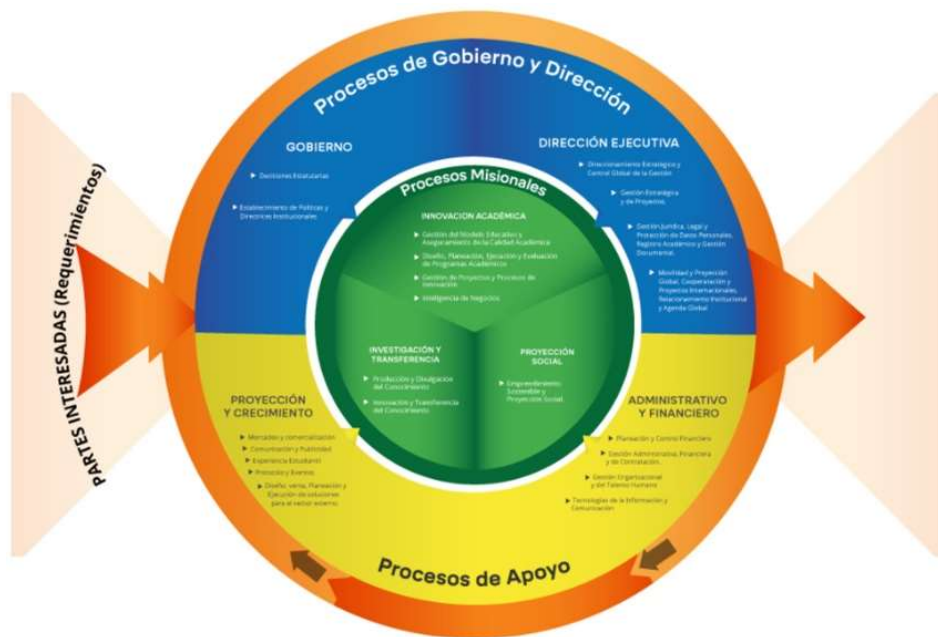 PARTES INTERESADAS (Requerimientos)
Procesos de Gobierno y Dirección
GOBIERNO
Decisiones Estatutarias
Establecimiento de Políticas y
Directrices Institucionales
DIRECCIÓN EJECUTIVA
Direccionamiento Estratégico y
Control Global de la Gestión
Gestión Estratégica
y de Proyectos.
Gestión Jurídica, Legal y
Protección de Datos Personales,
Registro Académico y Gestión
Documental.
Movilidad y Proyección
Global, Cooperación y
Proyectos Internacionales,
Relacionamiento Institucional
y Agenda Global
Procesos Misionales
INNOVACION ACADÉMICA
Gestión del Modelo Educativo y
Aseguramiento de la Calidad Académica
Diseño, Planeación, Ejecución y Evaluación
de Programas Académicos
Gestión de Proyectos y Procesos de
Innovación
Inteligencia de Negocios
INVESTIGACIÓN Y
TRANSFERENCIA
Producción y Divulgación
del Conocimiento
Innovación y Transferencia
del Conocimiento
PROYECCIÓN
SOCIAL
Emprendimiento
Sostenible y
Proyección Social
PROYECCIÓN
Y CRECIMIENTO
Mercadeo y comercialización
Comunicación y Publicidad
Experiencia Estudiantil
Protocolo y Eventos
Diseño, venta, Planeación y
Ejecución de soluciones
para el sector externo
ADMINISTRATIVO
Y FINANCIERO
Planeación y Control Financiero
Gestión Administrativa, Financiera
y de Contratación.
Gestión Organizacional
y del Talento Humano
Tecnologías de la Información y
Comunicación
Procesos de Apoyo